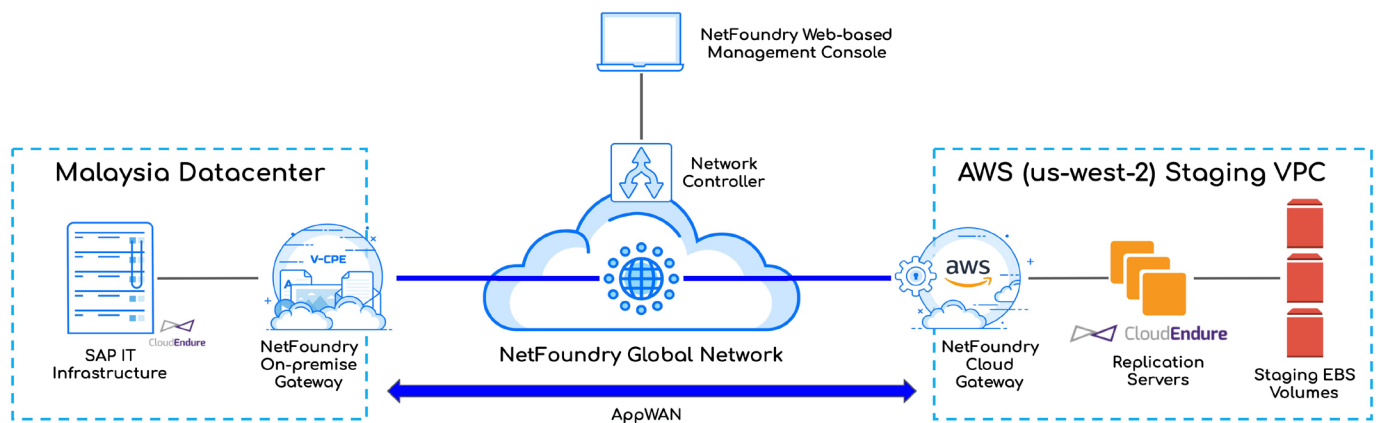 NetFoundry Web-based
Management Console
Network
Controller
Malaysia Datacenter
V-CPE
A
CloudEndure
SAP IT
Infrastructure
NetFoundry
On-premise
Gateway
NetFoundry Global Network
AppWAN
AWS (us-west-2) Staging VPC
aws
NetFoundry
Cloud
Gateway
CloudEndure
Replication
Servers
Staging EBS
Volumes